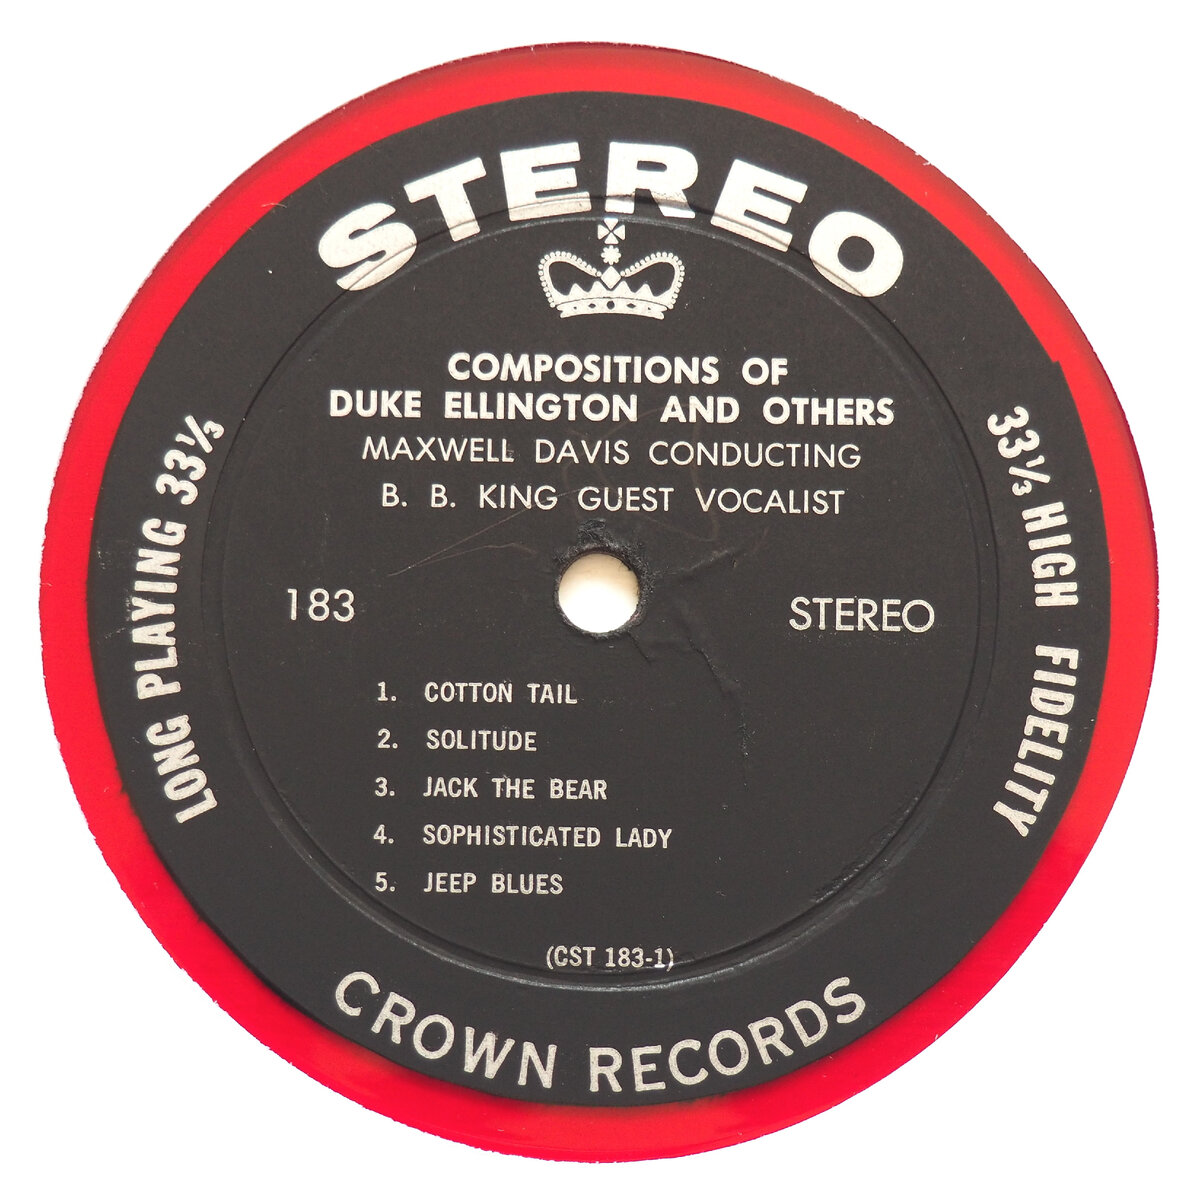 STEREO
COMPOSITIONS OF
DUKE ELLINGTON AND OTHERS
MAXWELL DAVIS CONDUCTING
B. B. KING GUEST VOCALIST
LONG PLAYING 33⅓
33⅓ HIGH FIDELITY
183
STEREO
1. COTTON TAIL
2. SOLITUDE
3. JACK THE BEAR
4. SOPHISTICATED LADY
5. JEEP BLUES
(CST 183-1)
CROWN RECORDS